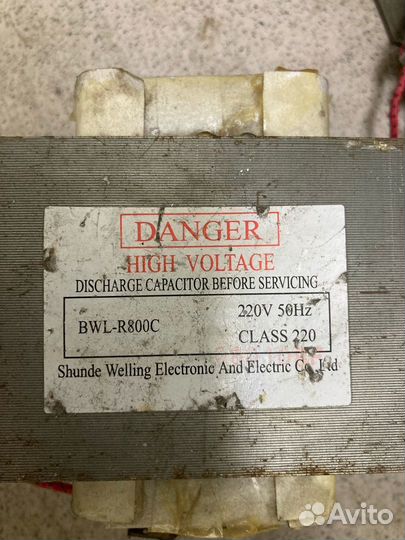 DANGER
HIGH VOLTAGE
DISCHARGE CAPACITOR BEFORE SERVICING
BWL-R800C
220V 50Hz
CLASS 220
Shunde Welling Electronic And Electric Co Ltd
Avito